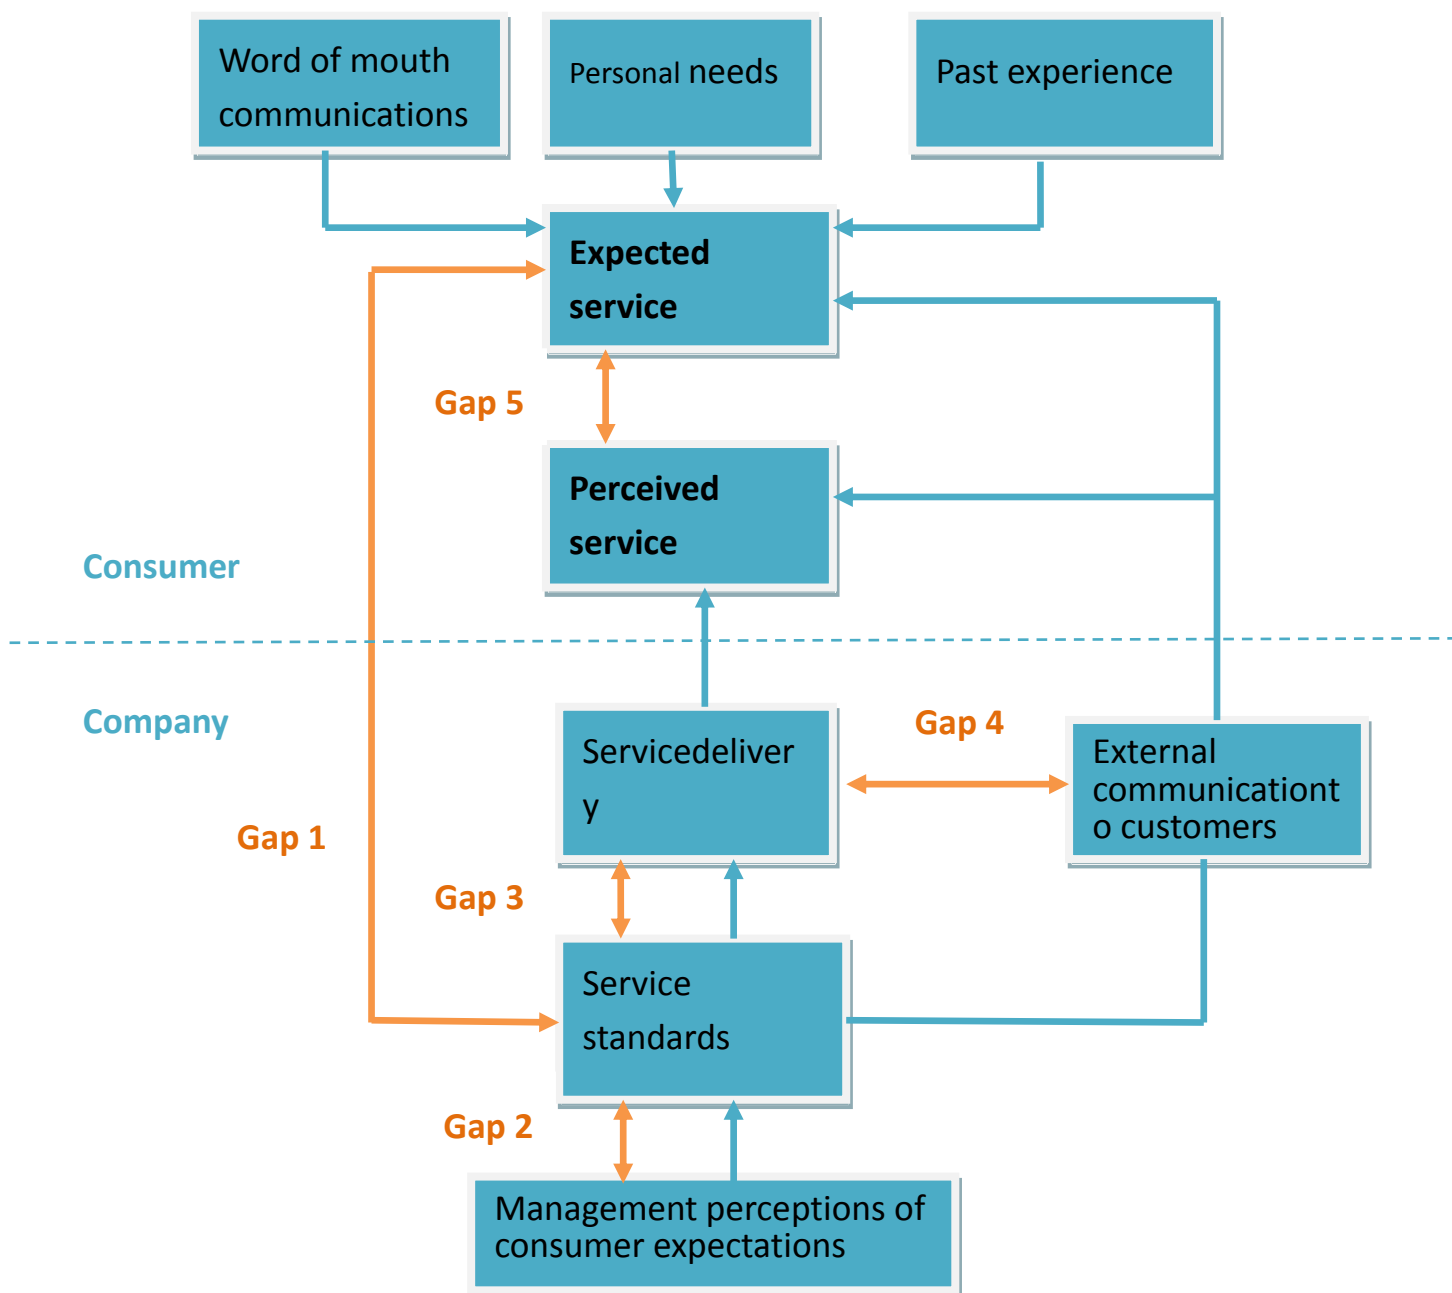 Word of mouth
communications
Personal needs
Past experience
Expected
service
Gap 5
Perceived
service
Consumer
Company
Servicedeliver
y
Gap 4
External
communicationt
o customers
Gap 1
Gap 3
Service
standards
Gap 2
Management perceptions of
consumer expectations